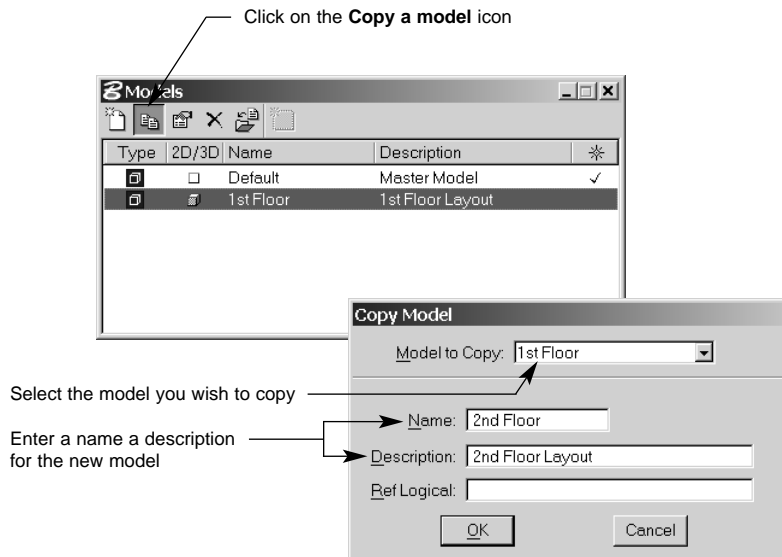 Click on the Copy a model icon
Models
Type 2D/3D Name Description
Default Master Model
1st Floor 1st Floor Layout
Copy Model
Model to Copy: 1st Floor
Select the model you wish to copy
Name: 2nd Floor
Enter a name a description
for the new model
Description: 2nd Floor Layout
Ref Logical:
OK Cancel